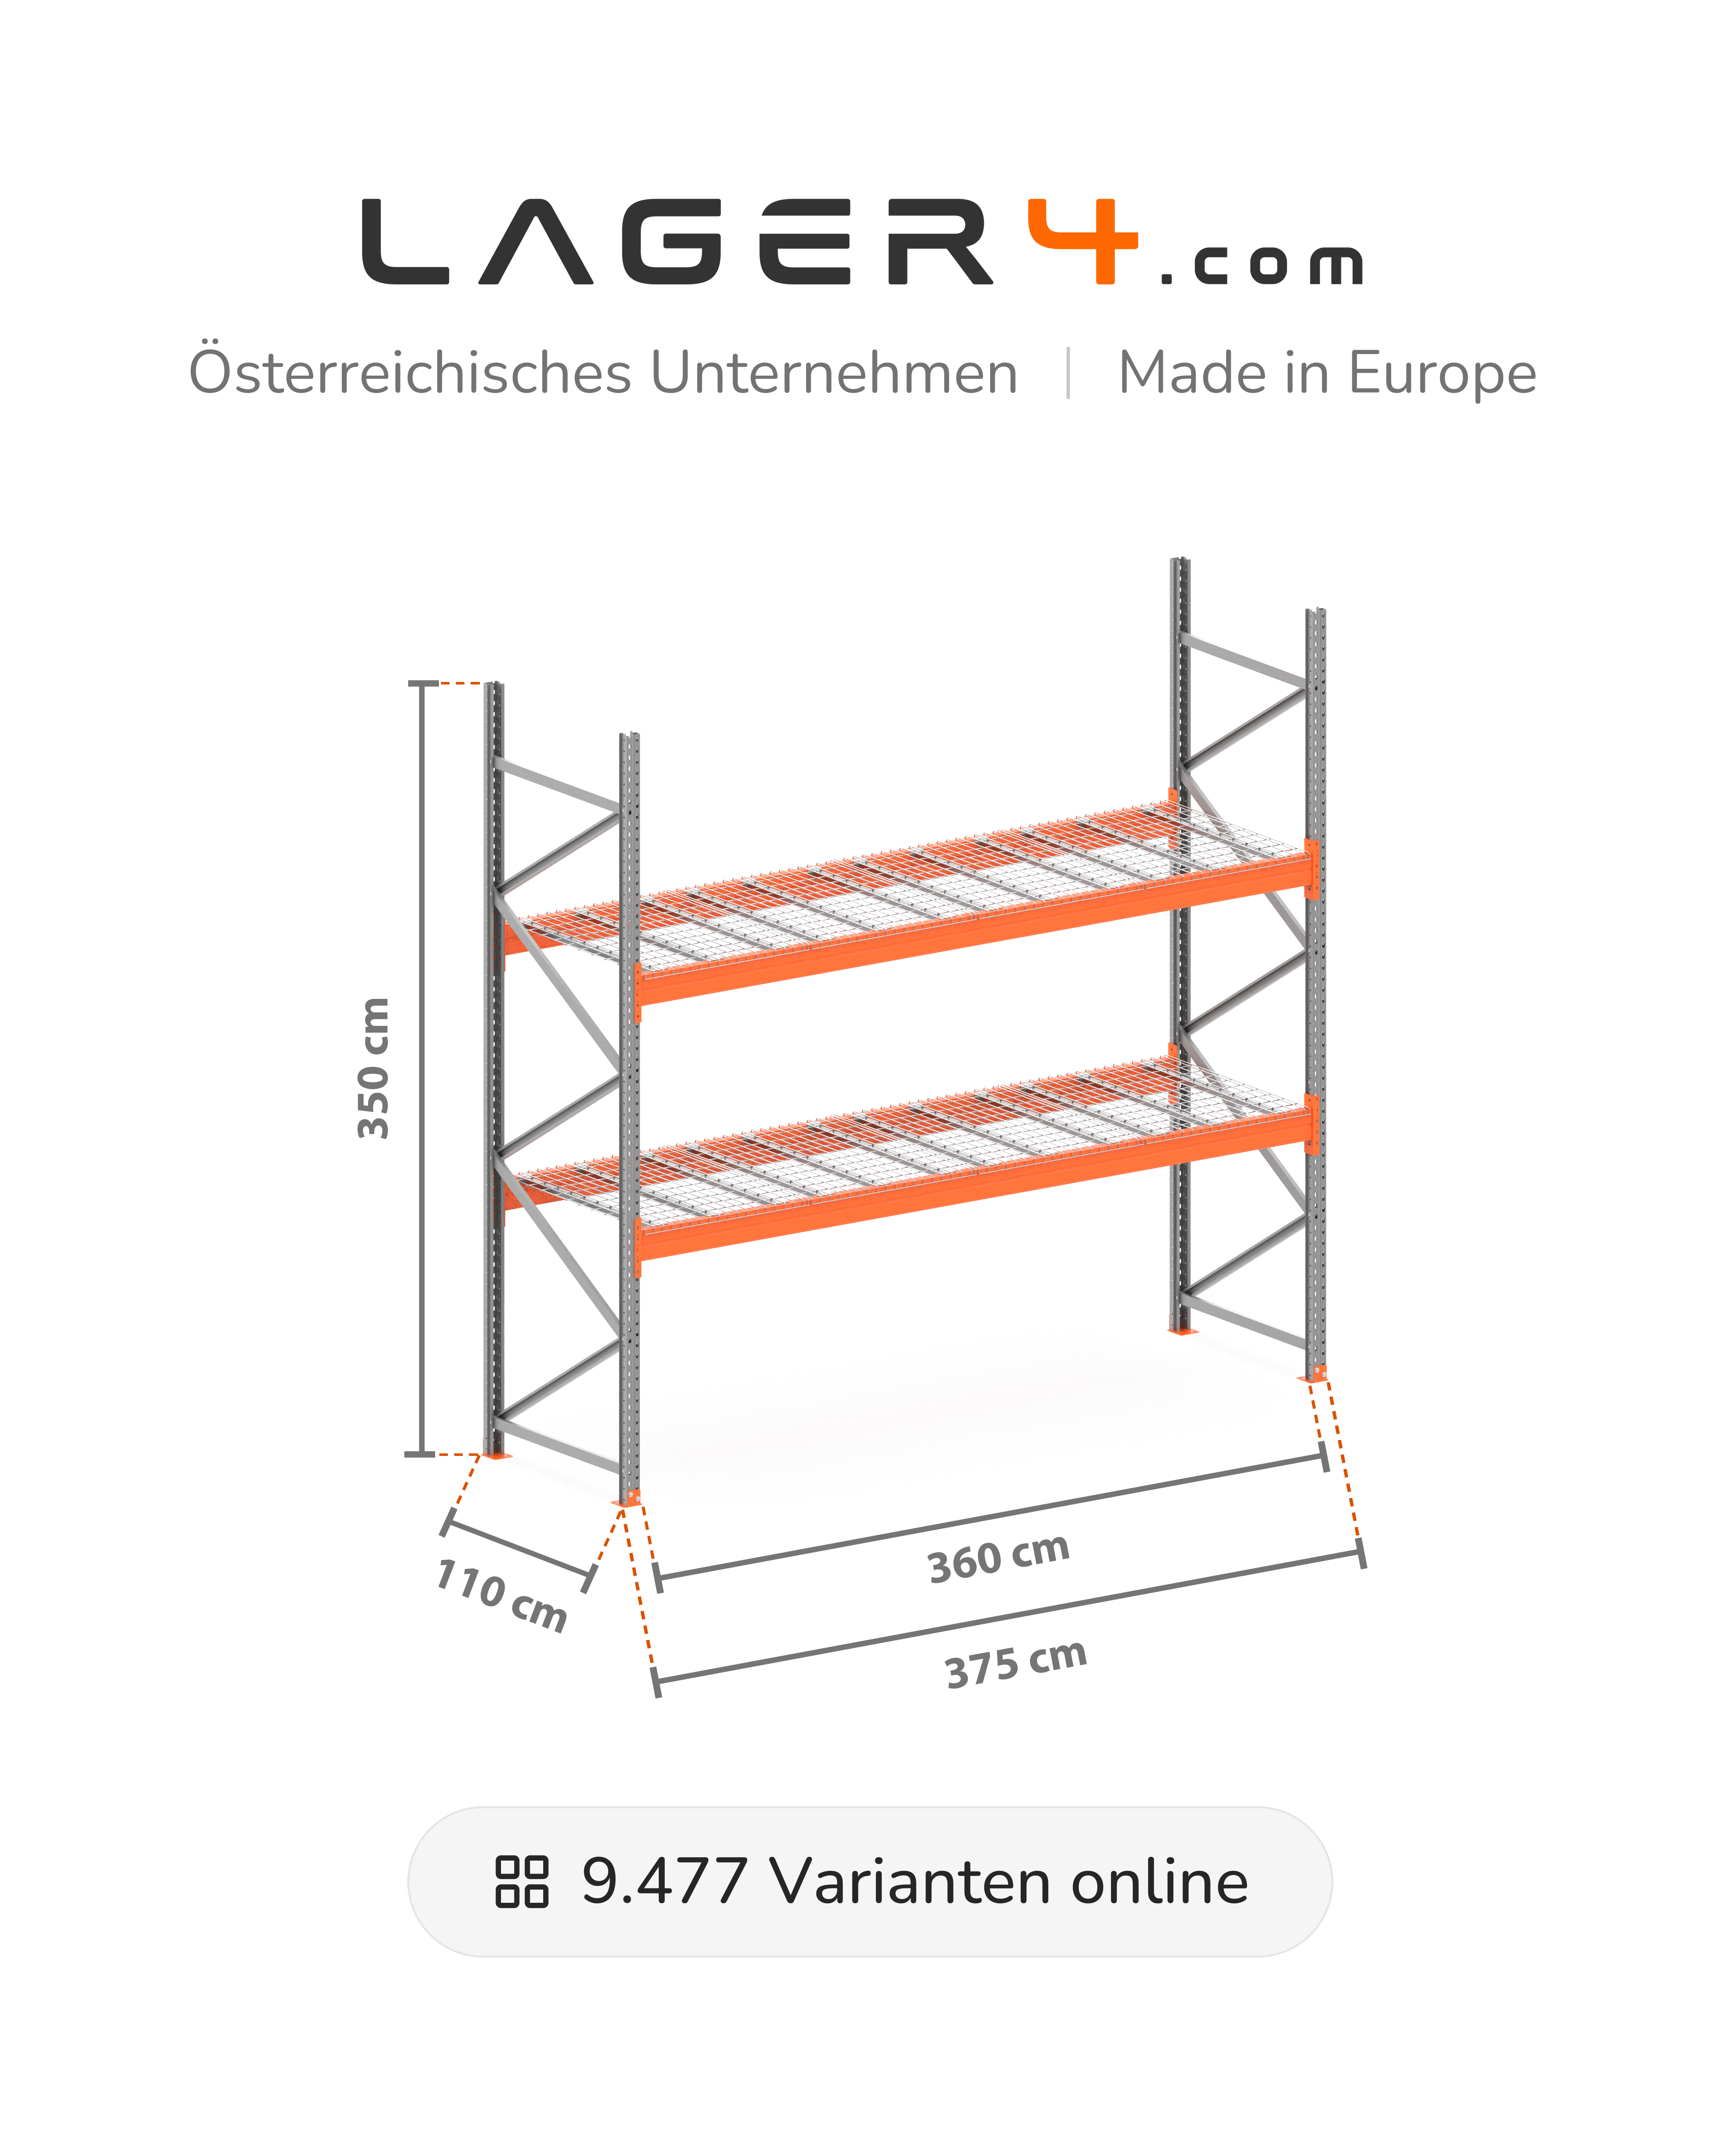 LAGER4.com
Österreichisches Unternehmen | Made in Europe
350 cm
110 cm
360 cm
375 cm
9.477 Varianten online